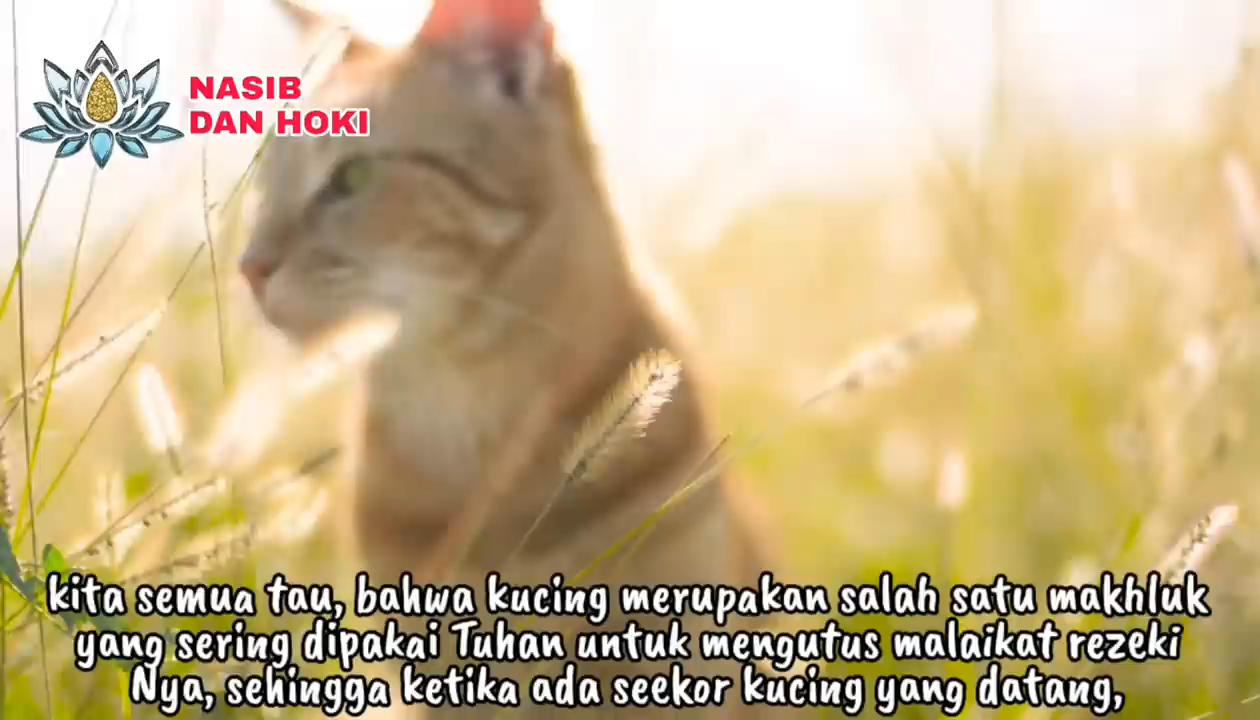 NASIB
DAN HOKI
kita semua tau, bahwa kucing merupakan salah satu makhluk
yang sering dipakai Tuhan untuk mengutus malaikat rezeki
Nya, sehingga ketika ada seekor kucing yang datang,